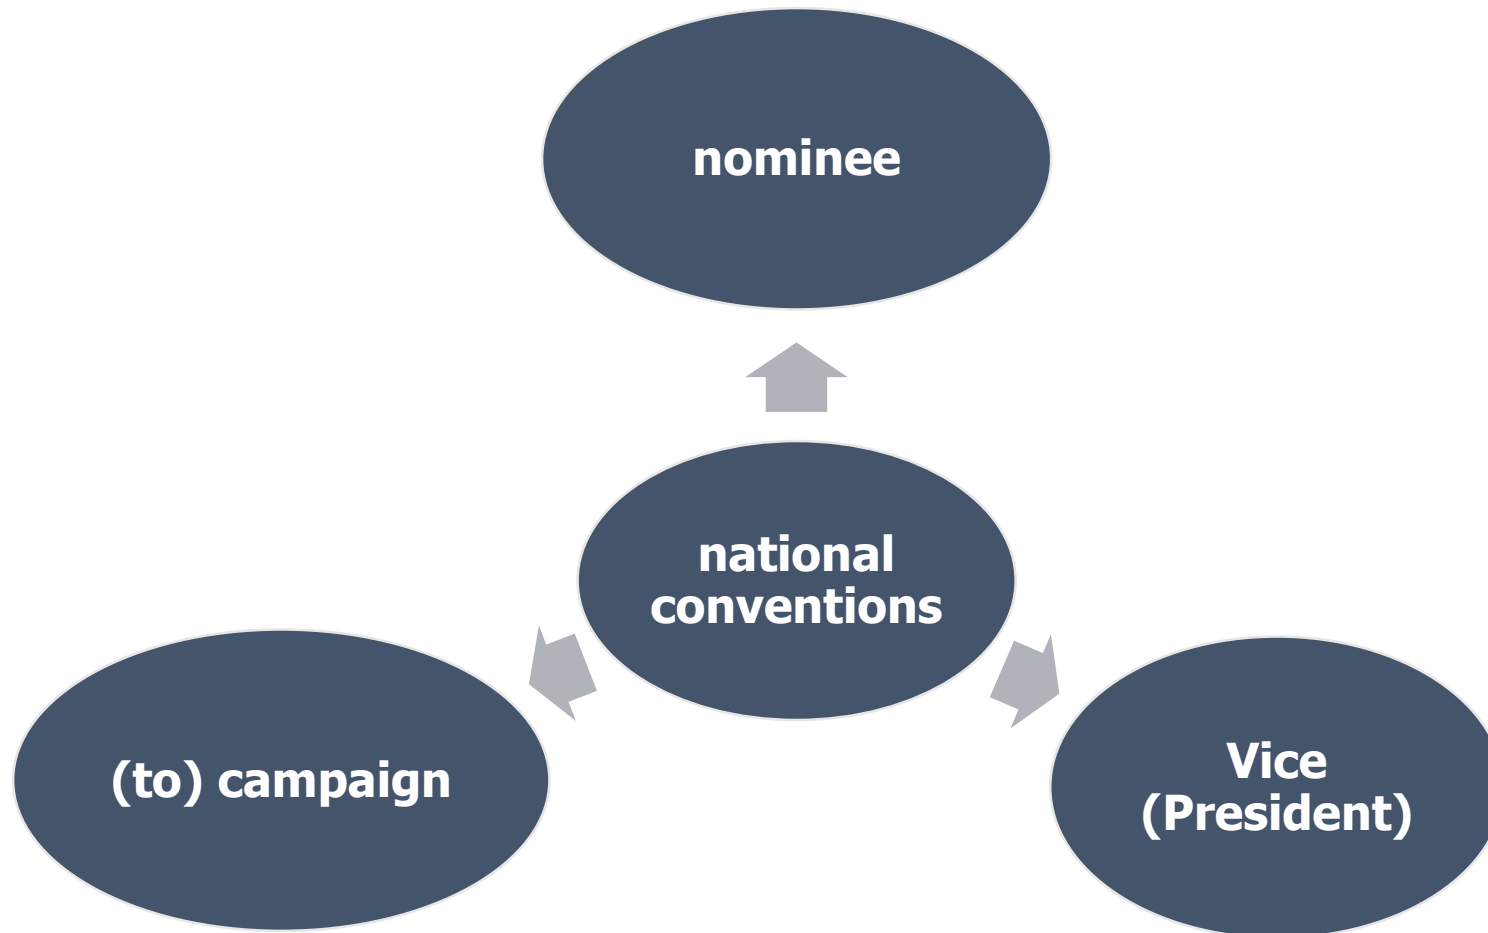 nominee
national
conventions
(to) campaign
Vice
(President)